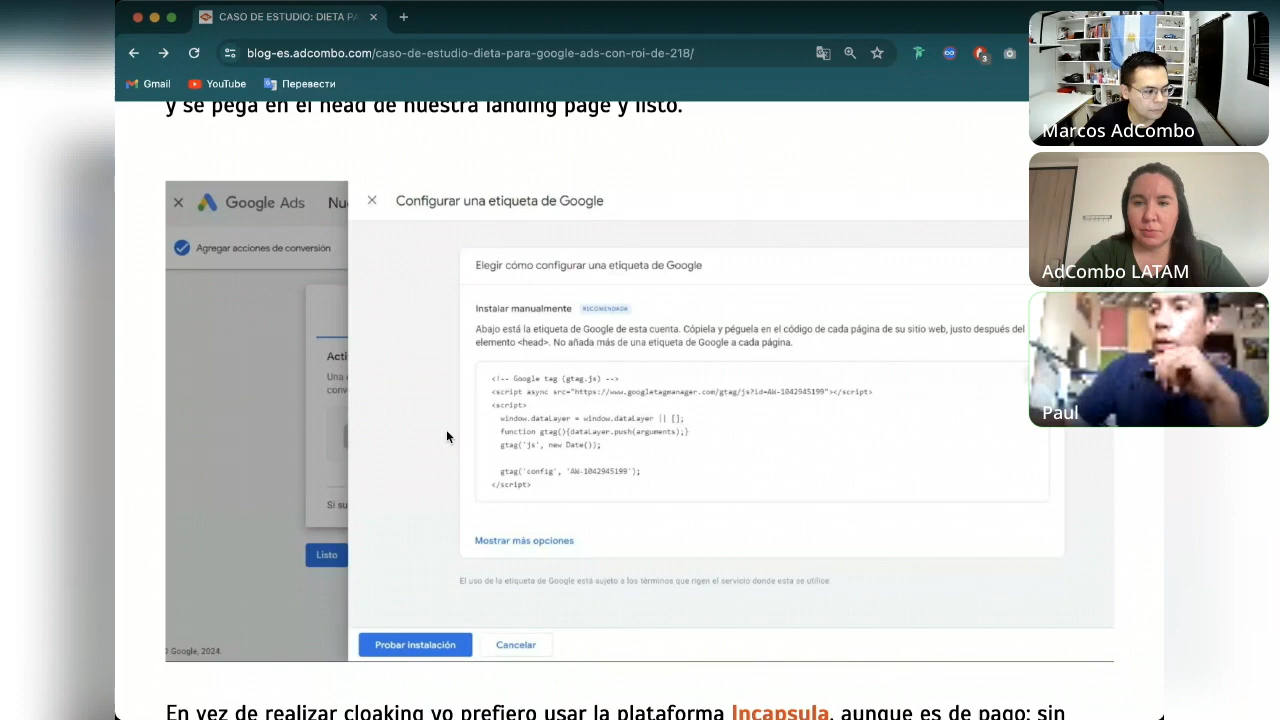 CASO DE ESTUDIO: DIETA PA
blog-es.adcombo.com/caso-de-estudio-dieta-para-google-ads-con-roi-de-218/
3
Gmail
YouTube
Перевести
y se pega en el head de nuestra landing page y listo.
Google Ads
Nu
Agregar acciones de conversión
Acti
Una
conv
Si su
Listo
Google, 2024.
Configurar una etiqueta de Google
Elegir cómo configurar una etiqueta de Google
Instalar manualmente RECOMENDADA
Abajo está la etiqueta de Google de esta cuenta. Cópiela y péguela en el código de cada página de su sitio web, justo después del
elemento <head>. No añada más de una etiqueta de Google a cada página.
<!-- Google tag (gtag.js) -->
<script async src="https://www.googletagmanager.com/gtag/js?id=AW-1042945199"></script>
<script>
window.dataLayer = window.dataLayer || [];
function gtag(){dataLayer.push(arguments);}
gtag('js', new Date());
gtag('config', 'AW-1042945199');
</script>
Mostrar más opciones
El uso de la etiqueta de Google está sujeto a los términos que rigen el servicio donde esta se utilice.
Probar instalación
Cancelar
En vez de realizar cloaking yo prefiero usar la plataforma Incapsula, aunque es de pago; sin
Marcos AdCombo
AdCombo LATAM
Paul